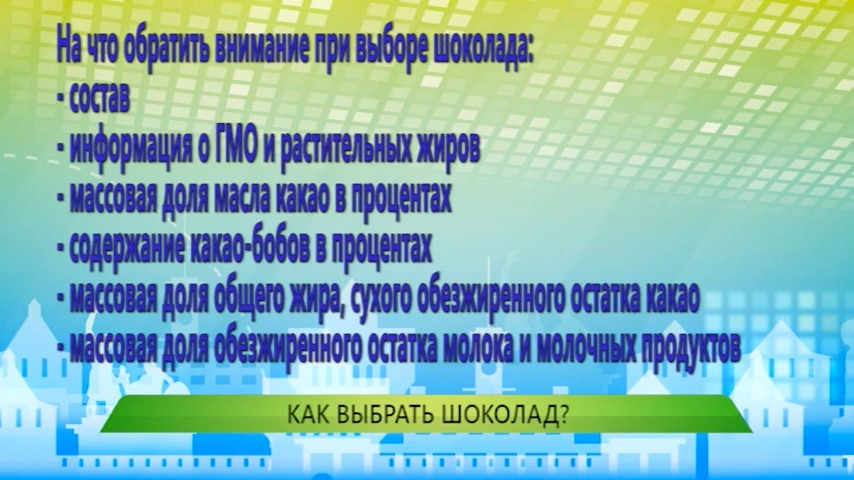 На что обратить внимание при выборе шоколада:
- состав
- информация о ГМО и растительных жиров
- массовая доля масла какао в процентах
- содержание какао-бобов в процентах
- массовая доля общего жира, сухого обезжиренного остатка какао
- массовая доля обезжиренного остатка молока и молочных продуктов
КАК ВЫБРАТЬ ШОКОЛАД?